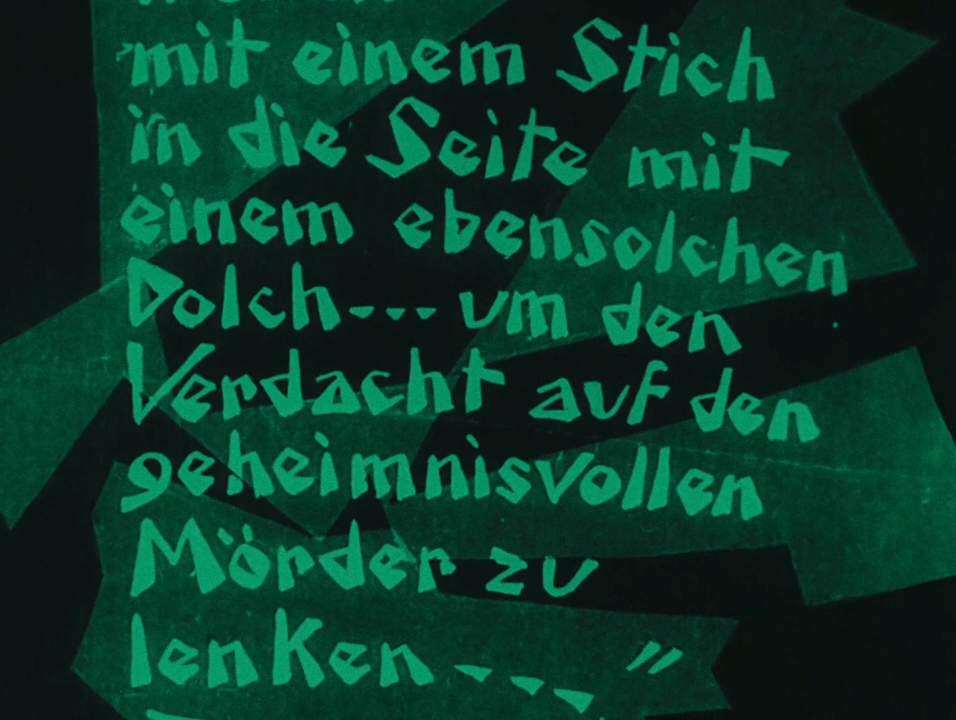 mit einem Stich
in die Seite mit
einem ebensolchen
Dolch--- um den
Verdacht auf den
geheimnisvollen
Mörder zu
lenken --- "